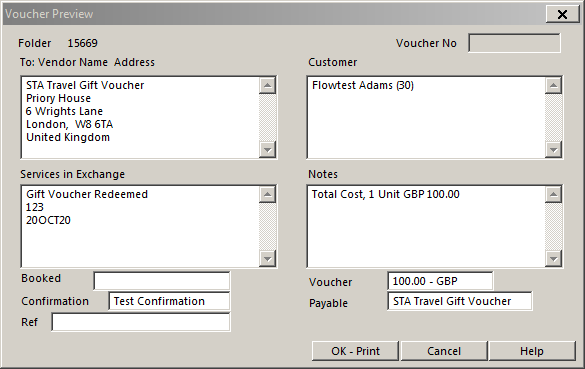 Voucher Preview
Folder 15669
Voucher No
To: Vendor Name Address
Customer
STA Travel Gift Voucher
Priory House
6 Wrights Lane
London, W8 6TA
United Kingdom
Flowtest Adams (30)
Services in Exchange
Notes
Gift Voucher Redeemed
123
20OCT20
Total Cost, 1 Unit GBP 100.00
Booked
Confirmation Test Confirmation
Ref
Voucher 100.00 - GBP
Payable STA Travel Gift Voucher
OK - Print
Cancel
Help